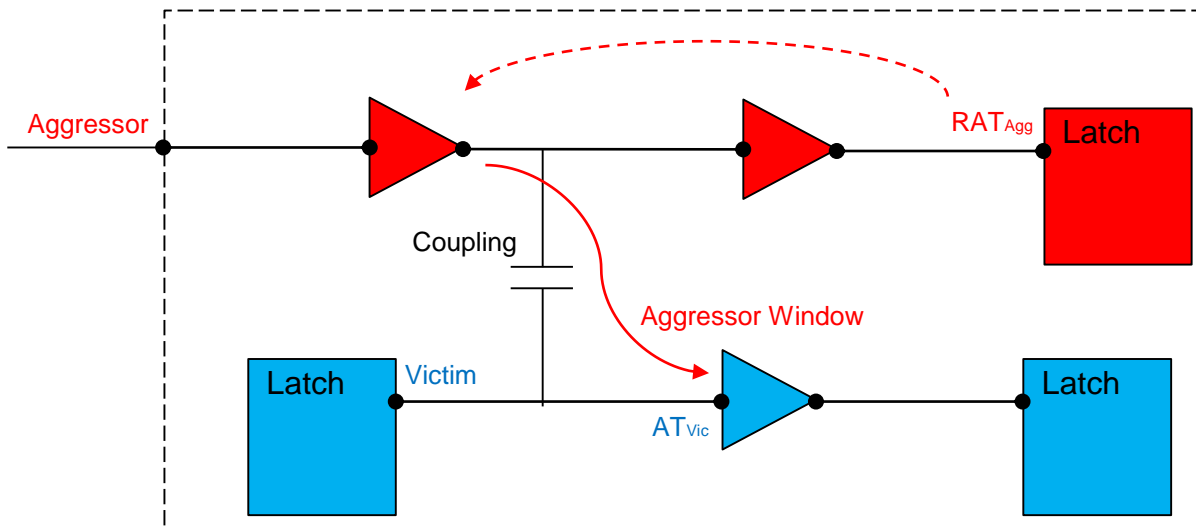 Aggressor
RATAgg
Latch
Coupling
Aggressor Window
Latch
Victim
ATVic
Latch